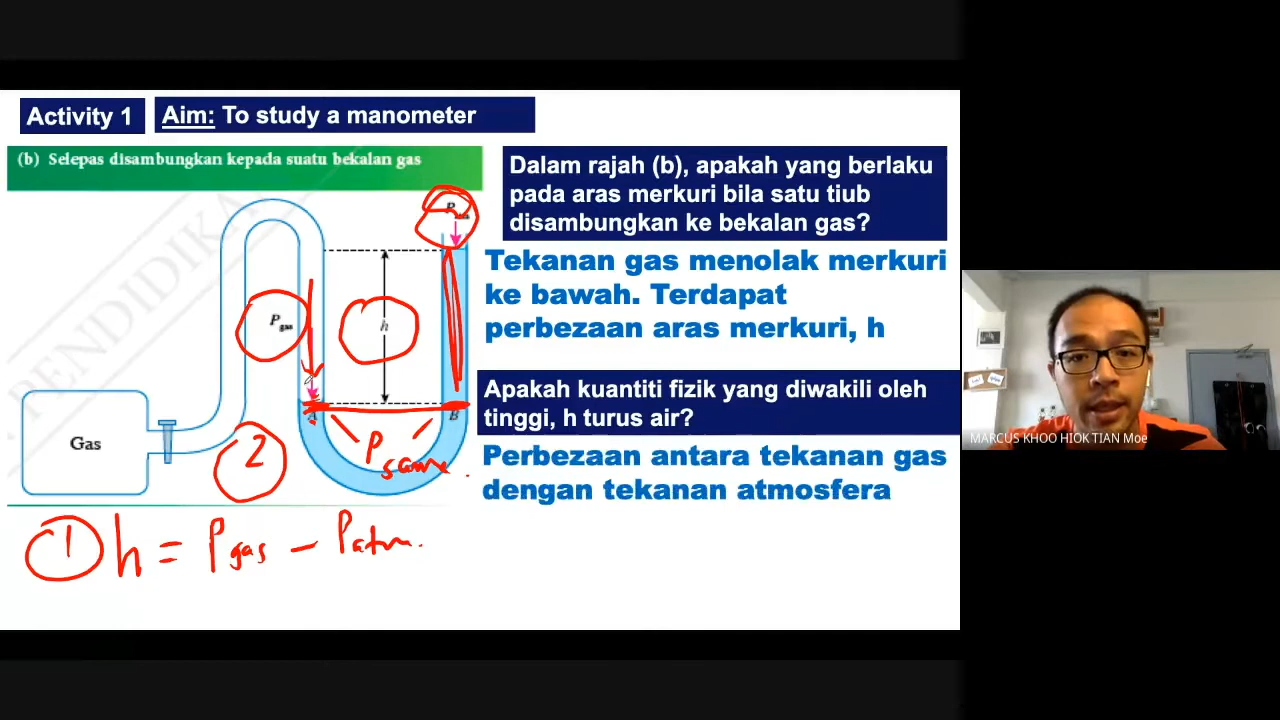 Activity 1
Aim: To study a manometer
(b) Selepas disambungkan kepada suatu bekalan gas
PENDIDIKA
Dalam rajah (b), apakah yang berlaku
pada aras merkuri bila satu tiub
disambungkan ke bekalan gas?
Tekanan gas menolak merkuri
ke bawah. Terdapat
perbezaan aras merkuri, h
P gas
h
A
B
Gas
2
P same.
Apakah kuantiti fizik yang diwakili oleh
tinggi, h turus air?
Perbezaan antara tekanan gas
dengan tekanan atmosfera
1 h = Pgas - Patm.
MARCUS KHOO HIOK TIAN Moe